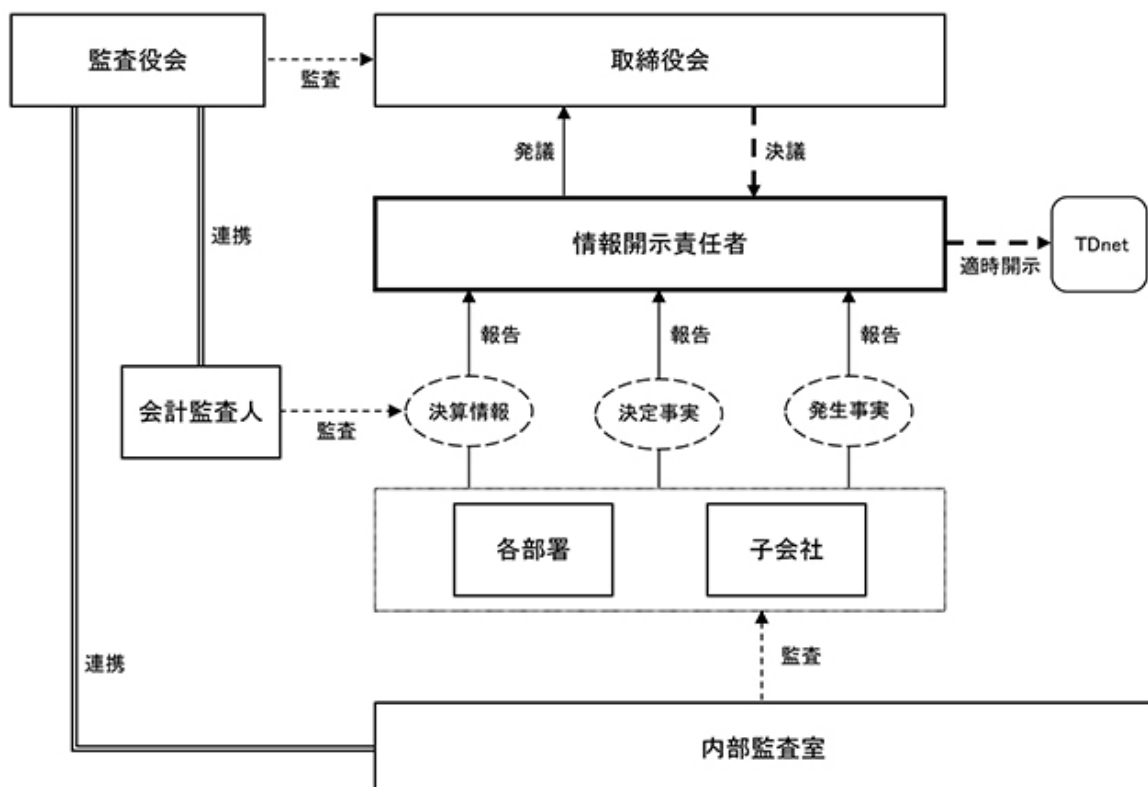 監査役会
監査
取締役会
発議
決議
連携
情報開示責任者
適時開示
TDnet
報告
報告
報告
会計監査人
監査
決算情報
決定事実
発生事実
各部署
子会社
連携
監査
内部監査室